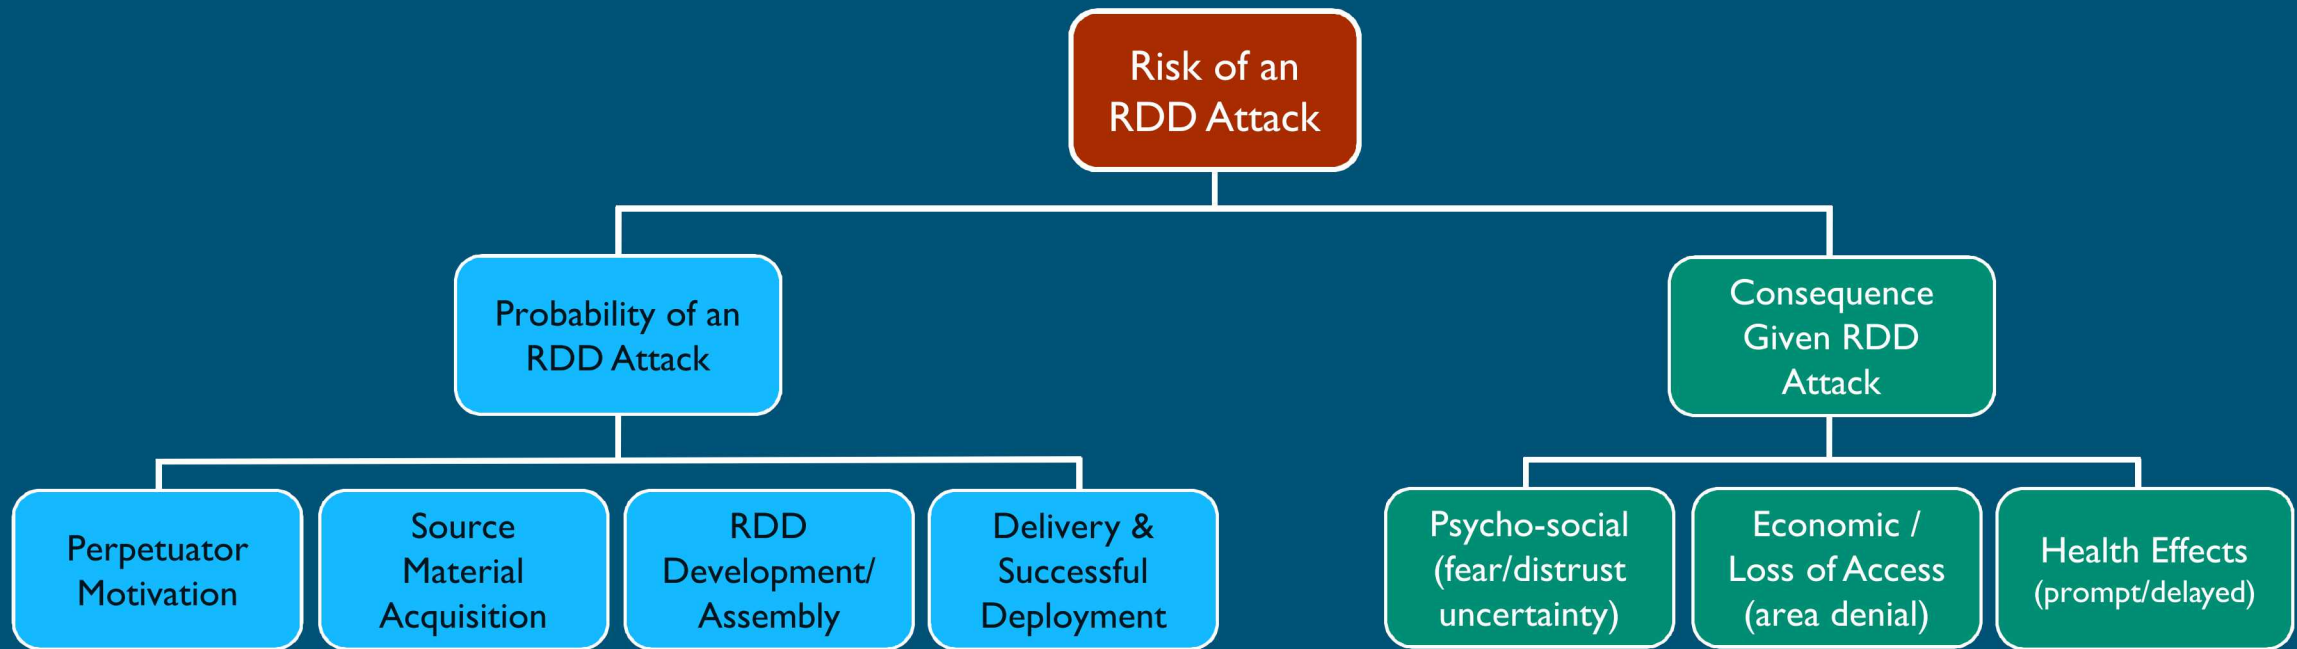 Risk of an
RDD Attack
Probability of an
RDD Attack
Consequence
Given RDD
Attack
Perpetuator
Motivation
Source
Material
Acquisition
RDD
Development/
Assembly
Delivery &
Successful
Deployment
Psycho-social
(fear/distrust
uncertainty)
Economic /
Loss of Access
(area denial)
Health Effects
(prompt/delayed)